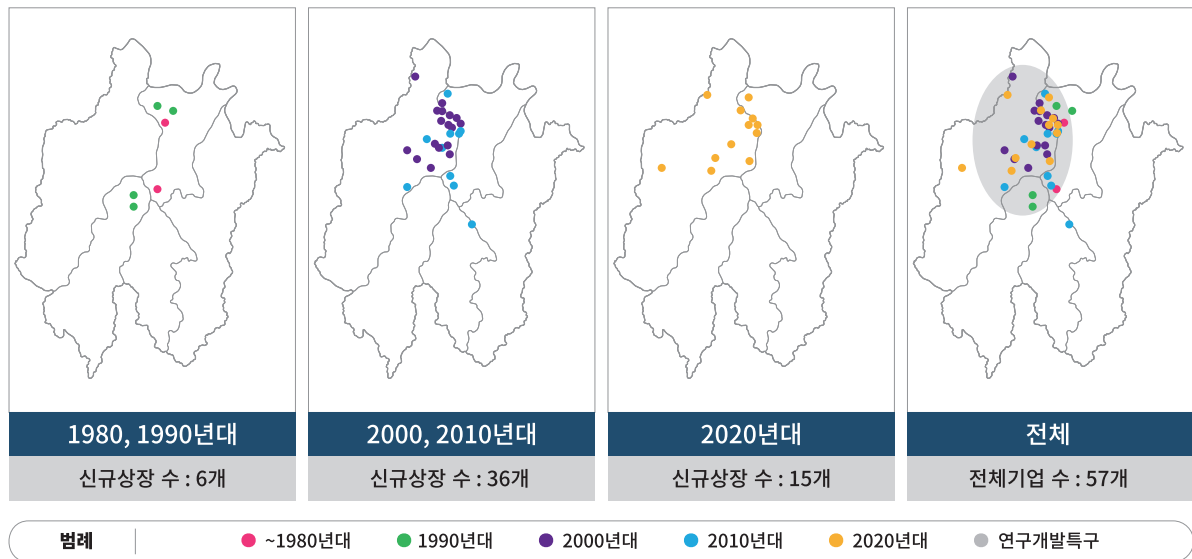 1980, 1990년대
2000, 2010년대
2020년대
전체
신규상장 수 : 6개
신규상장 수 : 36개
신규상장 수 : 15개
전체기업 수 : 57개
범례
~1980년대
1990년대
2000년대
2010년대
2020년대
연구개발특구